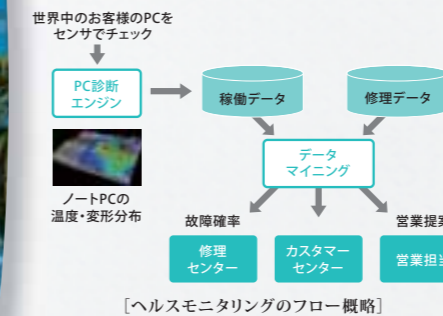 世界中のお客様のPCを
センサでチェック
PC診断
エンジン
稼働データ
修理データ
データ
マイニング
ノートPCの
温度・変形分布
故障確率
営業提案
修理
センター
カスタマー
センター
営業担当
[ヘルスモニタリングのフロー概略]